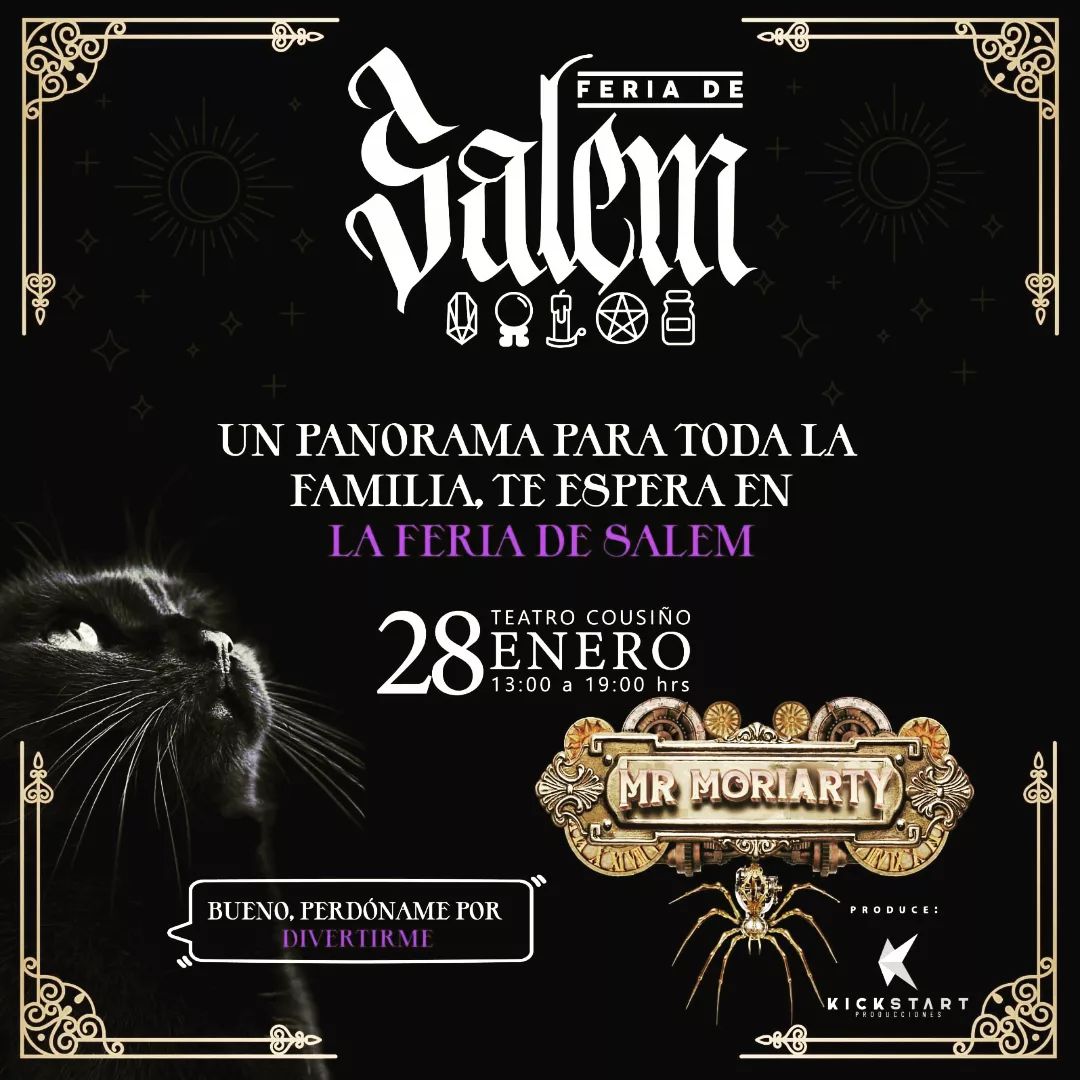 FERIA DE
Salem
UN PANORAMA PARA TODA LA
FAMILIA, TE ESPERA EN
LA FERIA DE SALEM
28
TEATRO COUSIÑO
ENERO
13:00 a 19:00 hrs
MR MORIARTY
BUENO, PERDÓNAME POR
DIVERTIRME
PRODUCE:
KICKSTART
PRODUCCIONES